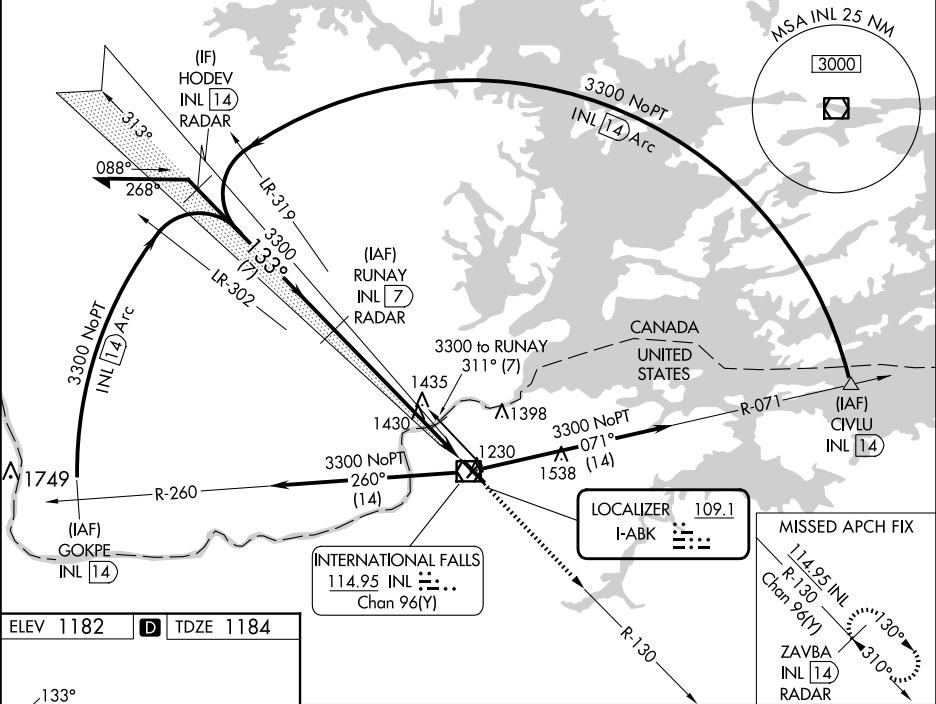 MSA INL 25 NM
3000
(IF)
HODEV
INL 14
RADAR
3300 NoPT
INL 14 Arc
313°
088°
268°
LR-319
3300
133°
(7)
LR-302
(IAF)
RUNAY
INL 7
RADAR
3300 NoPT
INL 14 Arc
3300 to RUNAY
311° (7)
CANADA
UNITED
STATES
1435
1430
1398
R-071
(IAF)
CIVLU
INL 14
3300 NoPT
071°
(14)
1230
1538
1749
3300 NoPT
260°
(14)
R-260
(IAF)
GOKPE
INL 14
LOCALIZER 109.1
I-ABK
INTERNATIONAL FALLS
114.95 INL
Chan 96(Y)
R-130
MISSED APCH FIX
114.95 INL
R-130
Chan 96(Y)
130°
310°
ZAVBA
INL 14
RADAR
ELEV 1182 D TDZE 1184
133°